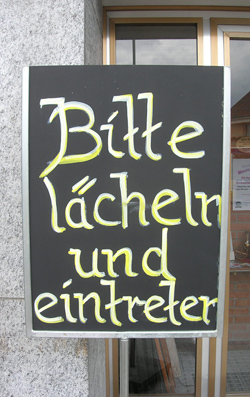 Bitte
lächeln
und
eintreten